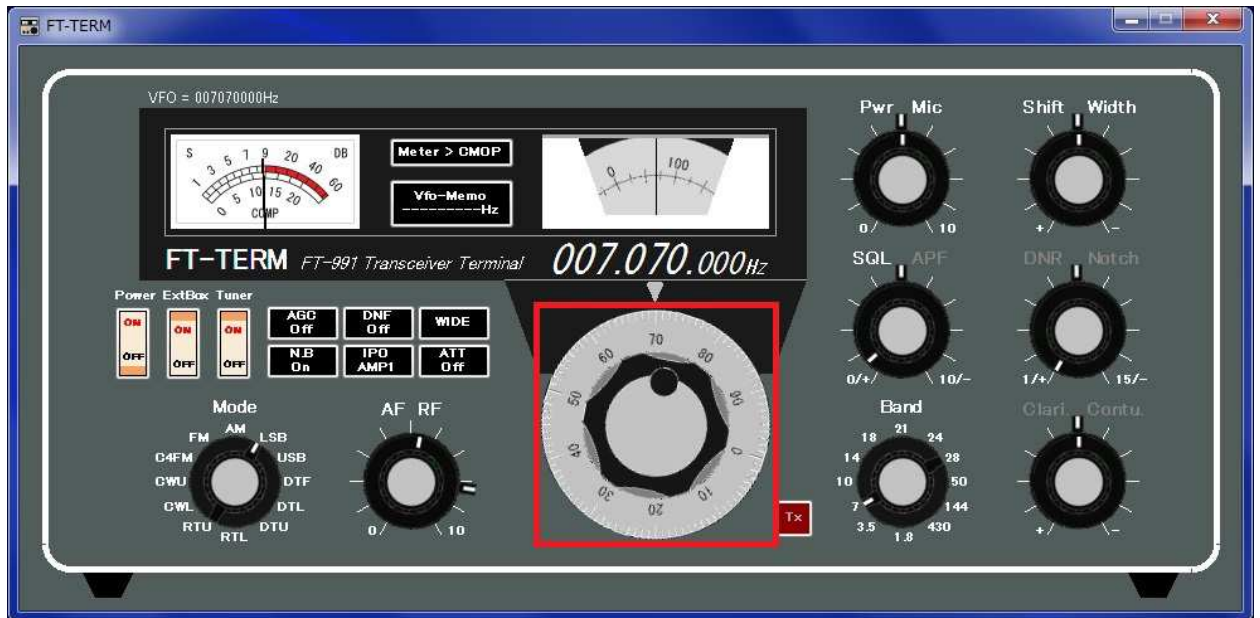 FT-TERM
VFO = 007070000Hz
S 1 3 5 7 9 20 40 60 DB
0 5 10 15 20
COMP
Meter > CMOP
Vfo-Memo
---------Hz
0 100
FT-TERM FT-991 Transceiver Terminal 007.070.000Hz
Pwr Mic
0/ \10
Shift Width
+/ \-
SQL APF
0/+/ \10/-
DNR Notch
1/+/ \15/-
Power ExtBox Tuner
ON ON ON
OFF OFF OFF
AGC
Off
DNF
Off
WIDE
N.B
On
IPO
AMP1
ATT
Off
Mode
AM
FM LSB
C4FM USB
CWU DTF
CWL DTL
RTU DTU
RTL
AF RF
0/ \10
70
60 80
50 90
40 0
30 10
20
Tx
Band
21
18 24
14 28
10 50
7 144
3.5 430
1.8
Clari. Contu.
+/ \-